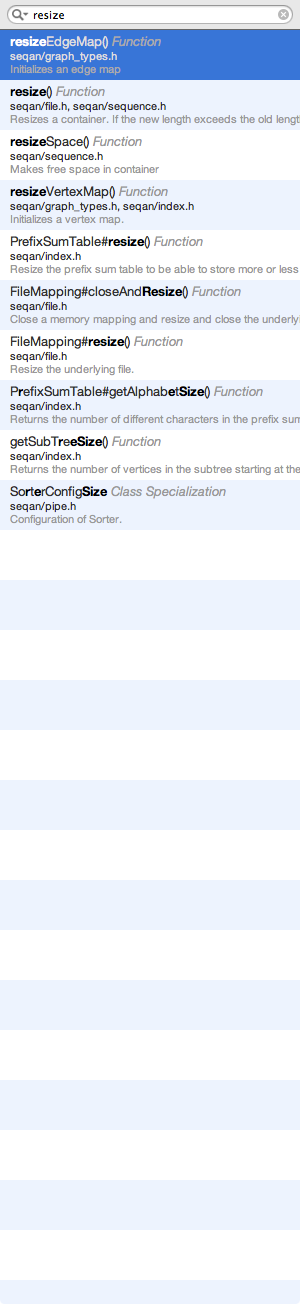 resize
resizeEdgeMap() Function
seqan/graph_types.h
Initializes an edge map
resize() Function
seqan/file.h, seqan/sequence.h
Resizes a container. If the new length exceeds the old length
resizeSpace() Function
seqan/sequence.h
Makes free space in container
resizeVertexMap() Function
seqan/graph_types.h, seqan/index.h
Initializes a vertex map.
PrefixSumTable#resize() Function
seqan/index.h
Resize the prefix sum table to be able to store more or less
FileMapping#closeAndResize() Function
seqan/file.h
Close a memory mapping and resize and close the underlyi
FileMapping#resize() Function
seqan/file.h
Resize the underlying file.
PrefixSumTable#getAlphabetSize() Function
seqan/index.h
Returns the number of different characters in the prefix sum
getSubTreeSize() Function
seqan/index.h
Returns the number of vertices in the subtree starting at the
SorterConfigSize Class Specialization
seqan/pipe.h
Configuration of Sorter.